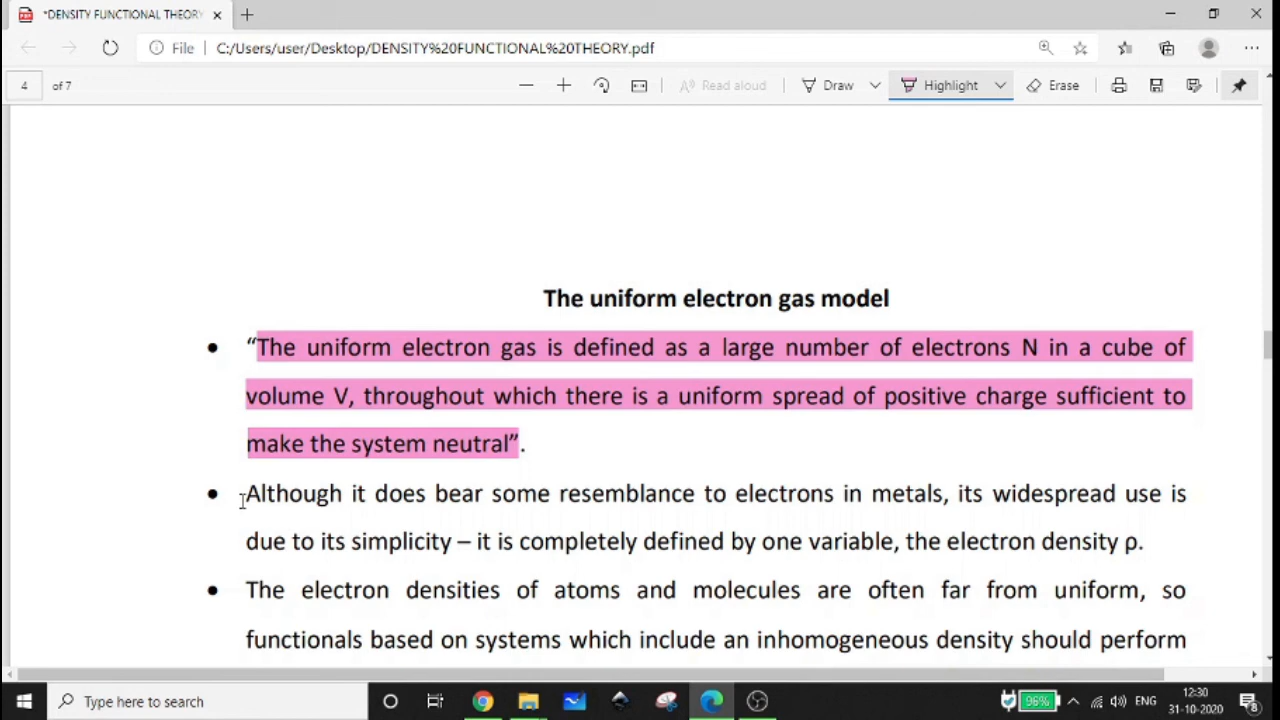 *DENSITY FUNCTIONAL THEORY
File C:/Users/user/Desktop/DENSITY%20FUNCTIONAL%20THEORY.pdf
4 of 7 Read aloud Draw Highlight Erase
The uniform electron gas model
• “The uniform electron gas is defined as a large number of electrons N in a cube of
volume V, throughout which there is a uniform spread of positive charge sufficient to
make the system neutral”.
• Although it does bear some resemblance to electrons in metals, its widespread use is
due to its simplicity – it is completely defined by one variable, the electron density ρ.
• The electron densities of atoms and molecules are often far from uniform, so
functionals based on systems which include an inhomogeneous density should perform
Type here to search 96% ENG 12:30
31-10-2020 8